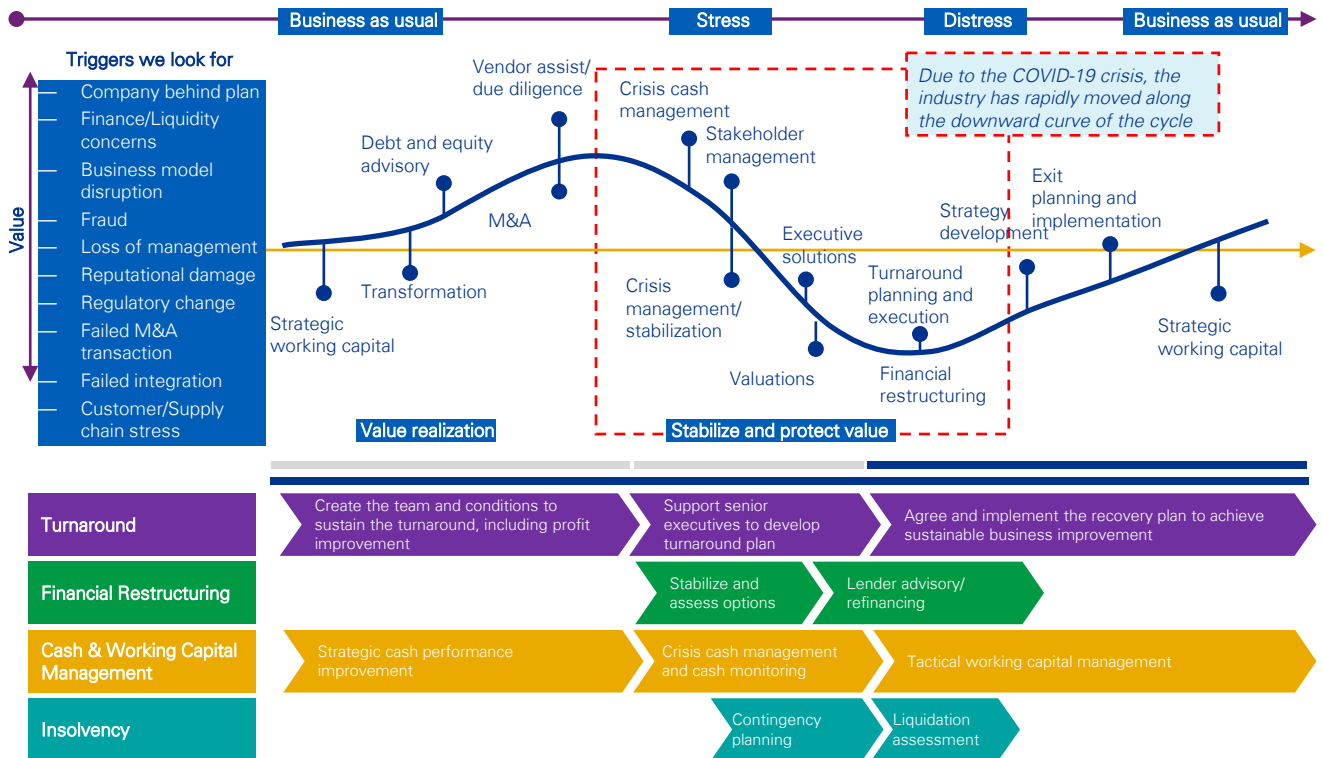 Business as usual
Stress
Distress
Business as usual
Triggers we look for
Value
Company behind plan
Finance/Liquidity
concerns
Business model
disruption
Fraud
Loss of management
Reputational damage
Regulatory change
Failed M&A
transaction
Failed integration
Customer/Supply
chain stress
Strategic
working capital
Transformation
Debt and equity
advisory
Vendor assist/
due diligence
M&A
Crisis cash
management
Stakeholder
management
Crisis
management/
stabilization
Executive
solutions
Valuations
Turnaround
planning and
execution
Financial
restructuring
Due to the COVID-19 crisis, the
industry has rapidly moved along
the downward curve of the cycle
Strategy
development
Exit
planning and
implementation
Strategic
working capital
Value realization
Stabilize and protect value
Turnaround
Create the team and conditions to
sustain the turnaround, including profit
improvement
Support senior
executives to develop
turnaround plan
Agree and implement the recovery plan to achieve
sustainable business improvement
Financial Restructuring
Stabilize and
assess options
Lender advisory/
refinancing
Cash & Working Capital
Management
Strategic cash performance
improvement
Crisis cash management
and cash monitoring
Tactical working capital management
Insolvency
Contingency
planning
Liquidation
assessment